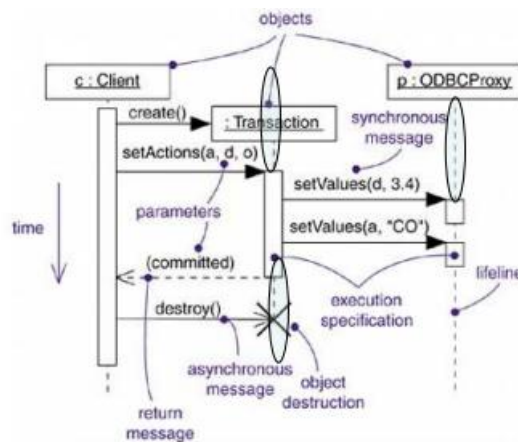 objects
c : Client
p : ODBCProxy
create()
: Transaction
synchronous
message
setActions(a, d, o)
setValues(d, 3.4)
parameters
time
setValues(a, "CO")
(committed)
execution
specification
lifeline
destroy()
asynchronous
message
object
destruction
return
message